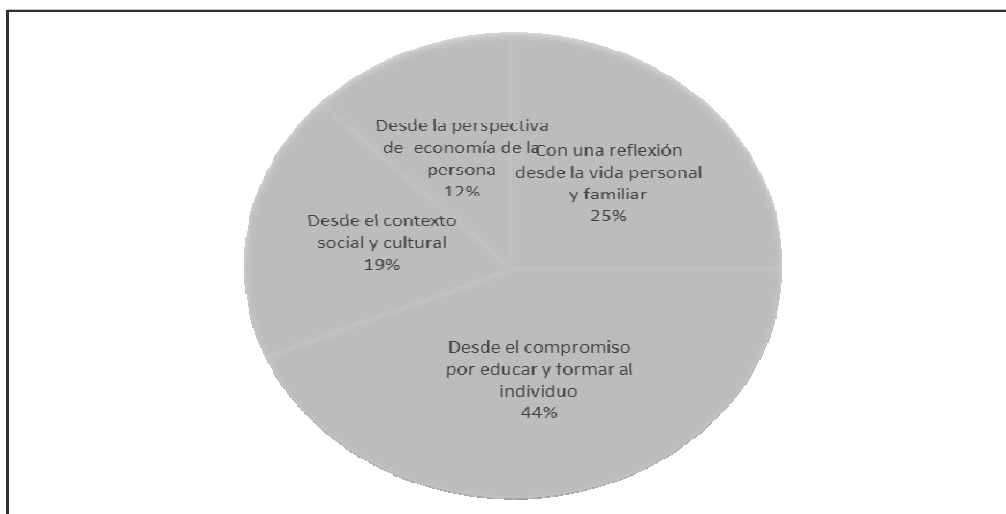 Desde la perspectiva
de economía de la
persona
12%
Con una reflexión
desde la vida personal
y familiar
25%
Desde el contexto
social y cultural
19%
Desde el compromiso
por educar y formar al
individuo
44%